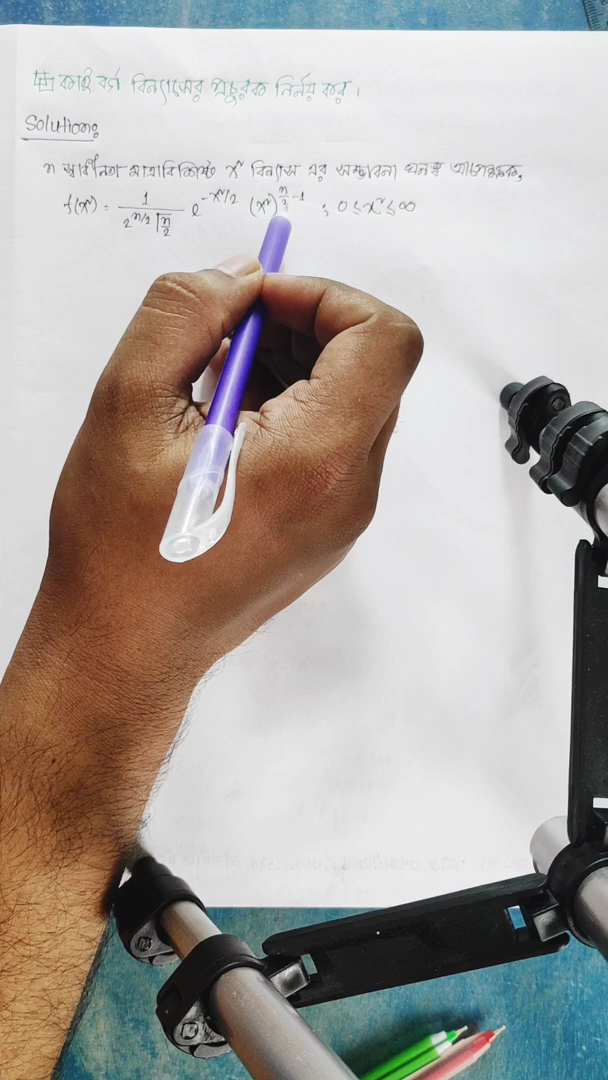 কাই বর্গ বিন্যাসের প্রচুরক নির্নয় কর।
Solution:
n স্বাধীনতা মাত্রাবিশিষ্ট χ² বিন্যাস এর সম্ভাবনা ঘনত্ব অপেক্ষক,
f(χ²) = 1 / (2^{n/2} Γ(n/2)) e^{-χ²/2} (χ²)^{n/2 - 1} ; 0 ≤ χ² ≤ ∞